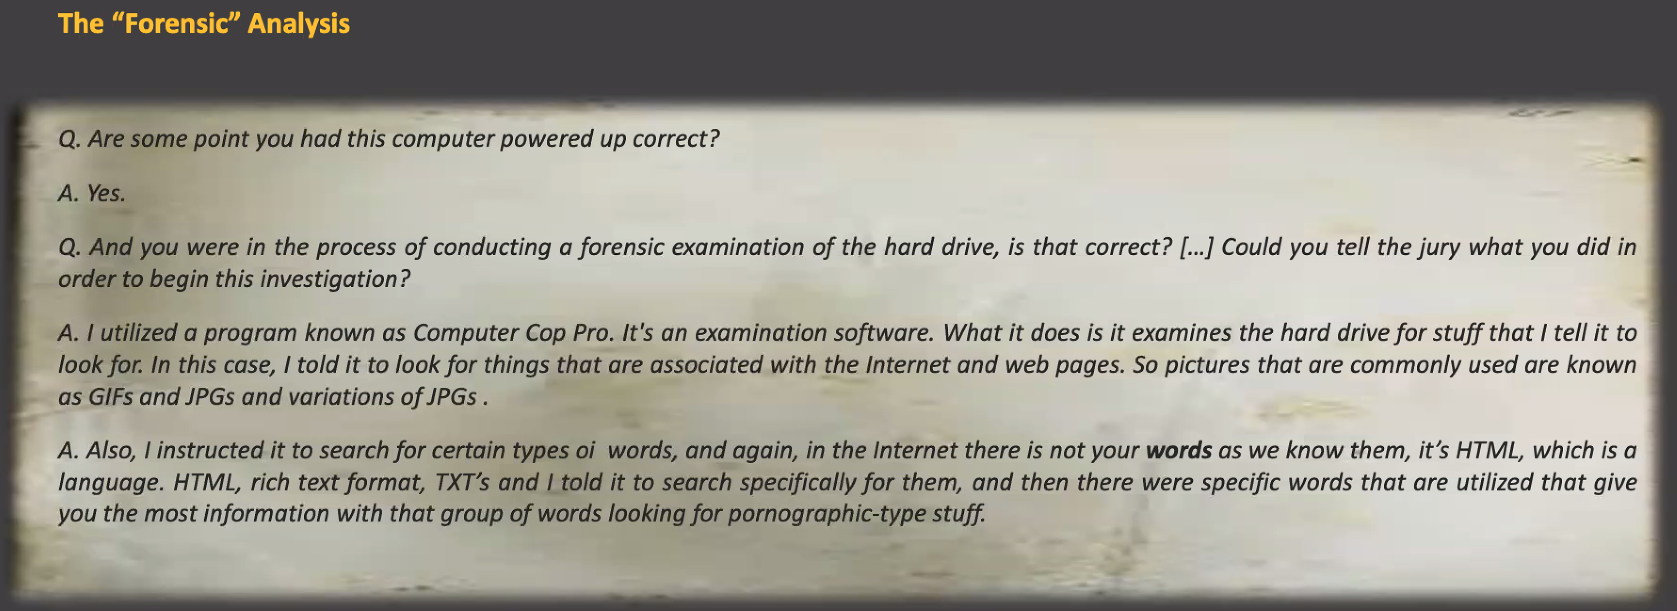 The “Forensic” Analysis
Q. Are some point you had this computer powered up correct?
A. Yes.
Q. And you were in the process of conducting a forensic examination of the hard drive, is that correct? [...] Could you tell the jury what you did in
order to begin this investigation?
A. I utilized a program known as Computer Cop Pro. It's an examination software. What it does is it examines the hard drive for stuff that I tell it to
look for. In this case, I told it to look for things that are associated with the Internet and web pages. So pictures that are commonly used are known
as GIFs and JPGs and variations of JPGs .
A. Also, I instructed it to search for certain types oi words, and again, in the Internet there is not your words as we know them, it’s HTML, which is a
language. HTML, rich text format, TXT’s and I told it to search specifically for them, and then there were specific words that are utilized that give
you the most information with that group of words looking for pornographic-type stuff.